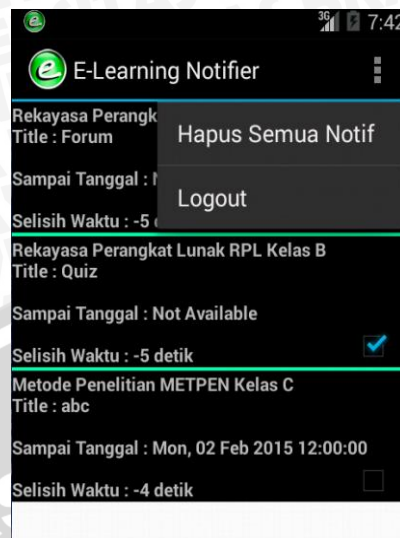 3G 7:42
E-Learning Notifier
Rekayasa Perangk
Title : Forum
Hapus Semua Notif
Sampai Tanggal :
Logout
Selisih Waktu : -5
Rekayasa Perangkat Lunak RPL Kelas B
Title : Quiz
Sampai Tanggal : Not Available
Selisih Waktu : -5 detik
Metode Penelitian METPEN Kelas C
Title : abc
Sampai Tanggal : Mon, 02 Feb 2015 12:00:00
Selisih Waktu : -4 detik